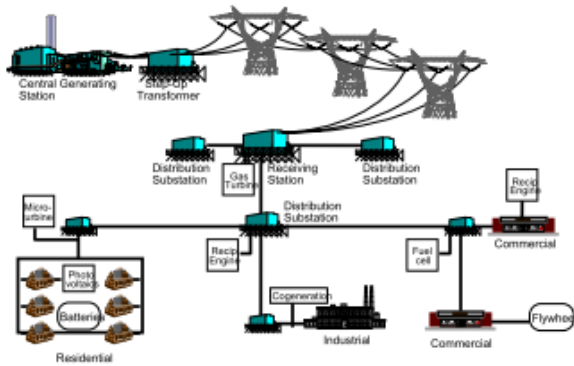 Central
Station
Generating
Step-Up
Transformer
Distribution
Substation
Gas
Turbine
Receiving
Station
Distribution
Substation
Recip
Engine
Commercial
Micro-
turbine
Distribution
Substation
Recip
Engine
Fuel
cell
Photo
voltaics
Batteries
Residential
Cogeneration
Industrial
Commercial
Flywhee